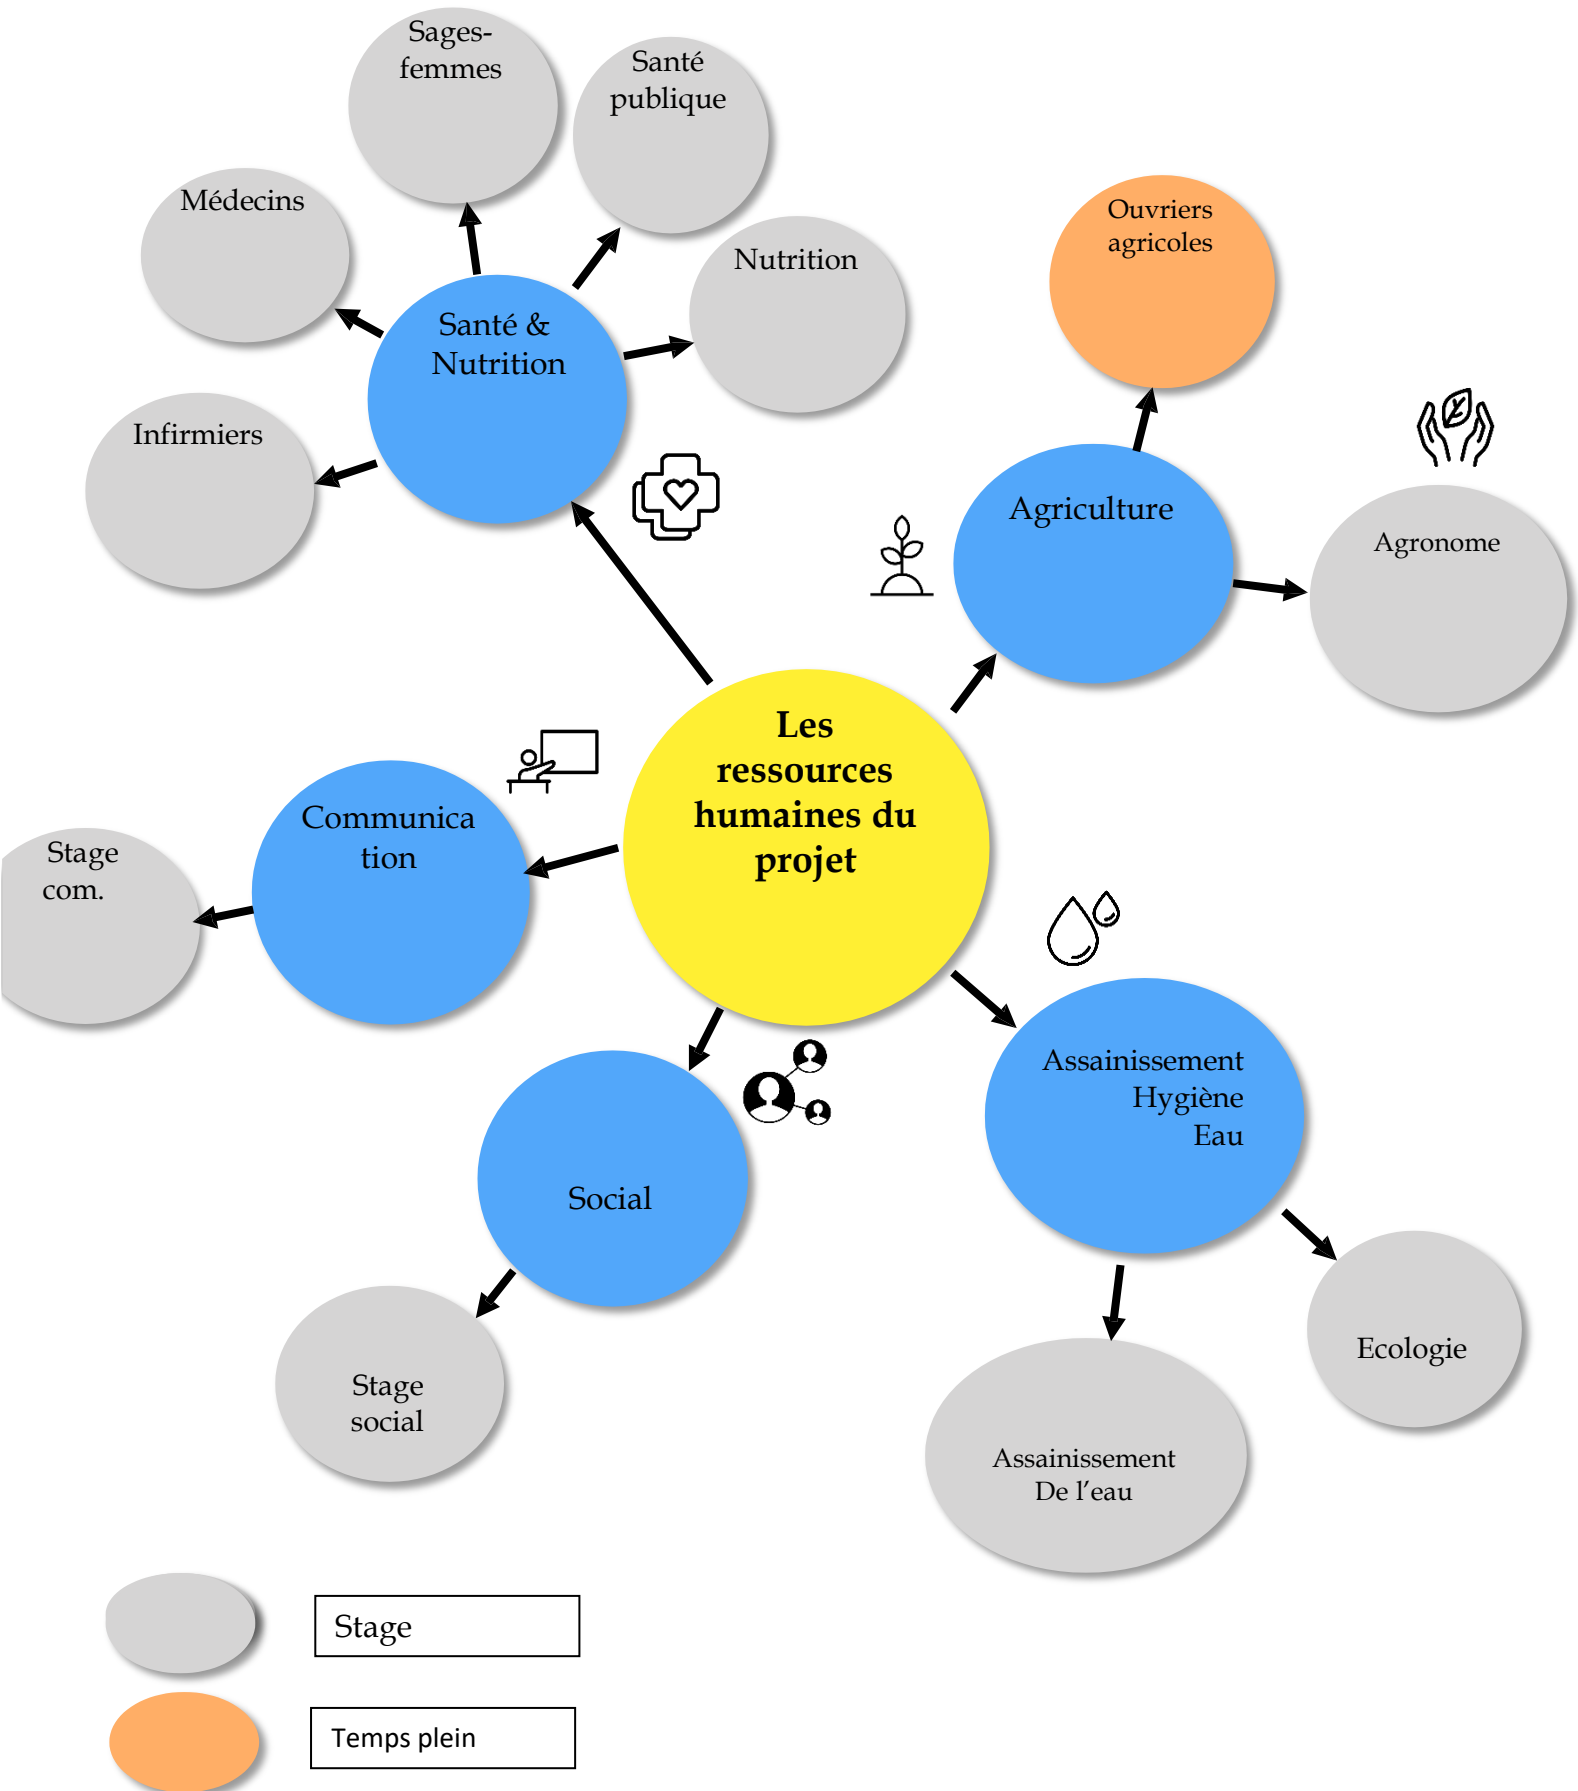 Sages-
femmes
Santé
publique
Médecins
Nutrition
Santé &
Nutrition
Infirmiers
Ouvriers
agricoles
Agriculture
Agronome
Les
ressources
humaines du
projet
Communica
tion
Stage
com.
Assainissement
Hygiène
Eau
Social
Stage
social
Ecologie
Assainissement
De l’eau
Stage
Temps plein